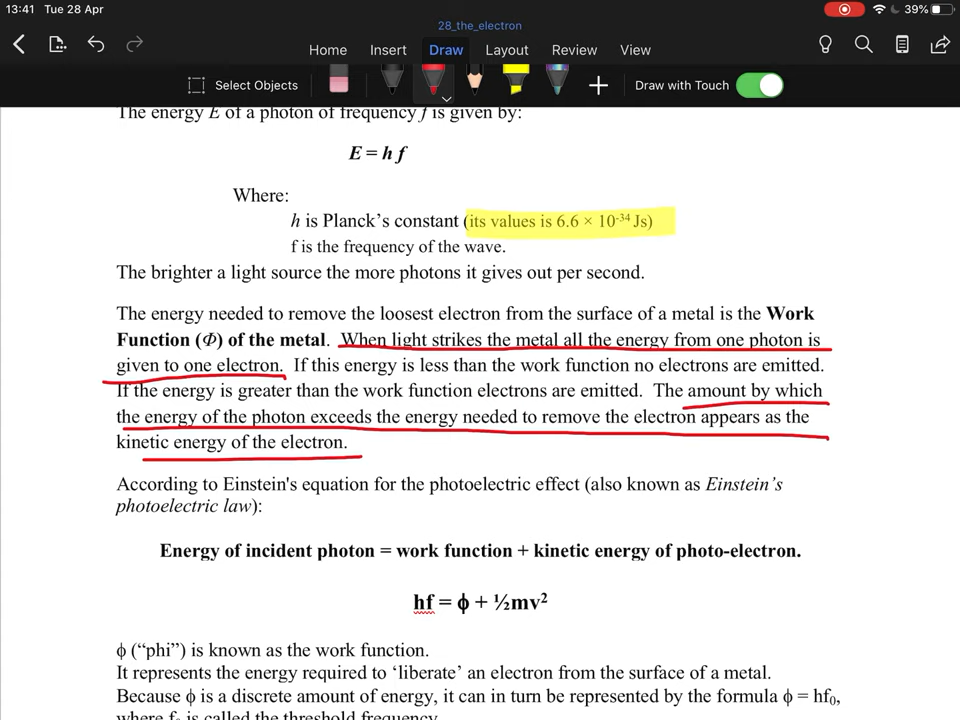 13:41 Tue 28 Apr
39%
28_the_electron
Home Insert Draw Layout Review View
Select Objects
Draw with Touch
The energy E of a photon of frequency f is given by:
E = h f
Where:
h is Planck's constant (its values is 6.6 × 10⁻³⁴ Js)
f is the frequency of the wave.
The brighter a light source the more photons it gives out per second.
The energy needed to remove the loosest electron from the surface of a metal is the Work
Function (Φ) of the metal. When light strikes the metal all the energy from one photon is
given to one electron. If this energy is less than the work function no electrons are emitted.
If the energy is greater than the work function electrons are emitted. The amount by which
the energy of the photon exceeds the energy needed to remove the electron appears as the
kinetic energy of the electron.
According to Einstein's equation for the photoelectric effect (also known as Einstein's
photoelectric law):
Energy of incident photon = work function + kinetic energy of photo-electron.
hf = ϕ + ½mv²
ϕ ("phi") is known as the work function.
It represents the energy required to 'liberate' an electron from the surface of a metal.
Because ϕ is a discrete amount of energy, it can in turn be represented by the formula ϕ = hf₀,
where f₀ is called the threshold frequency.